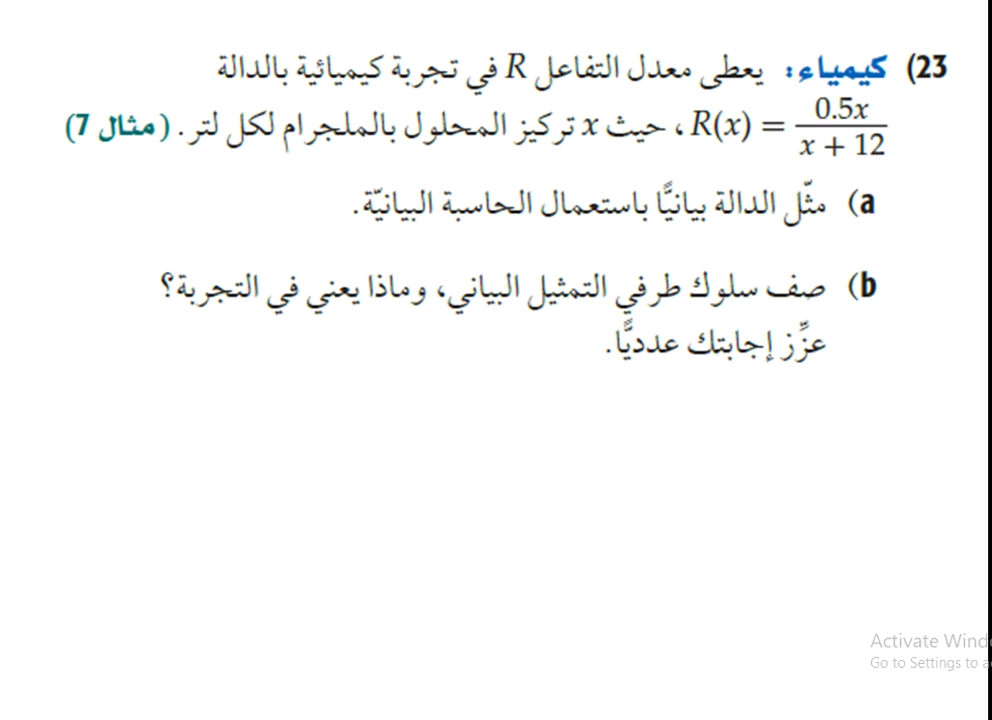 23) كيمياء: يعطى معدل التفاعل R في تجربة كيميائية بالدالة
R(x) = 0.5x / x + 12 ، حيث x تركيز المحلول بالملجرام لكل لتر. (مثال 7)
a) مثّل الدالة بيانيًّا باستعمال الحاسبة البيانيّة.
b) صف سلوك طرفي التمثيل البياني، وماذا يعني في التجربة؟
عزِّز إجابتك عدديًّا.
Activate Wind
Go to Settings to a